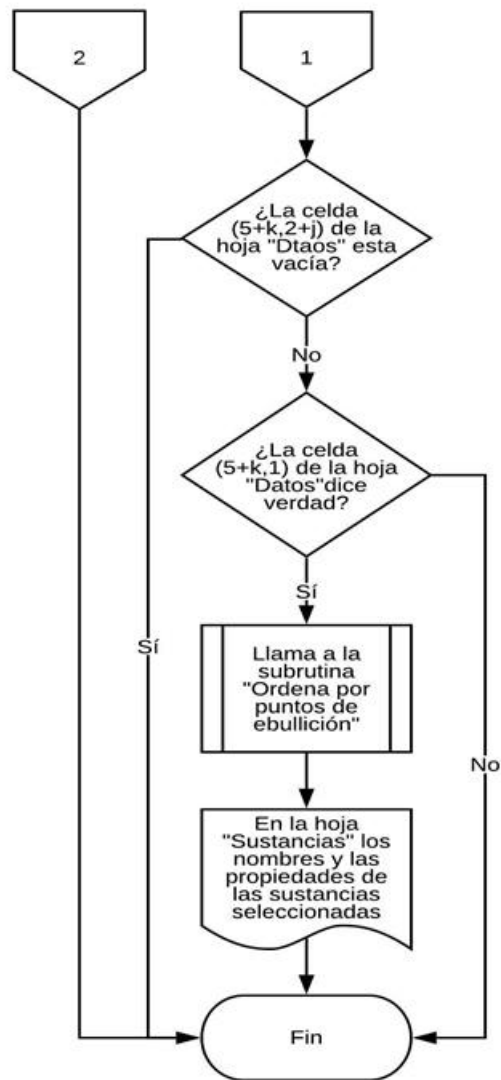 2
1
¿La celda
(5+k,2+j) de la
hoja "Dtaos" esta
vacía?
No
¿La celda
(5+k,1) de la hoja
"Datos"dice
verdad?
Sí
Sí
Llama a la
subrutina
"Ordena por
puntos de
ebullición"
No
En la hoja
"Sustancias" los
nombres y las
propiedades de
las sustancias
seleccionadas
Fin